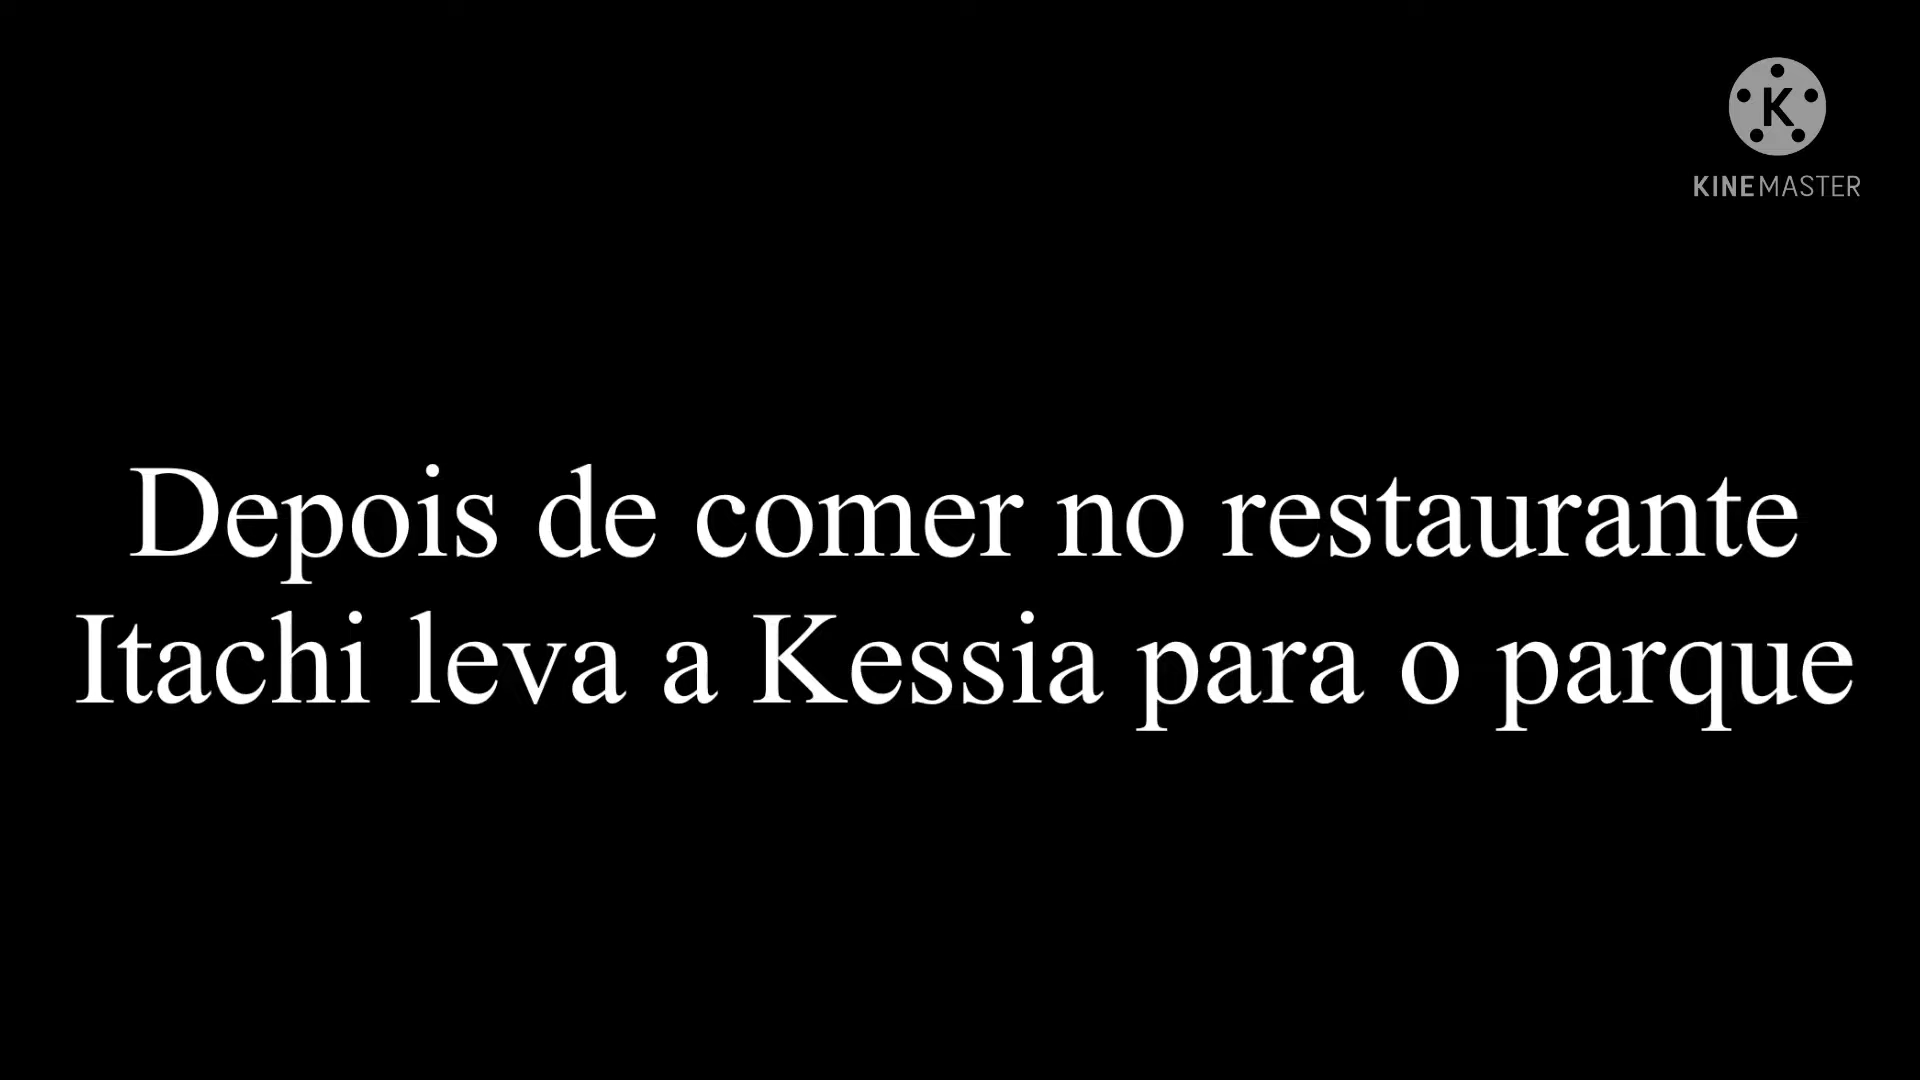 K
KINEMASTER
Depois de comer no restaurante
Itachi leva a Kessia para o parque